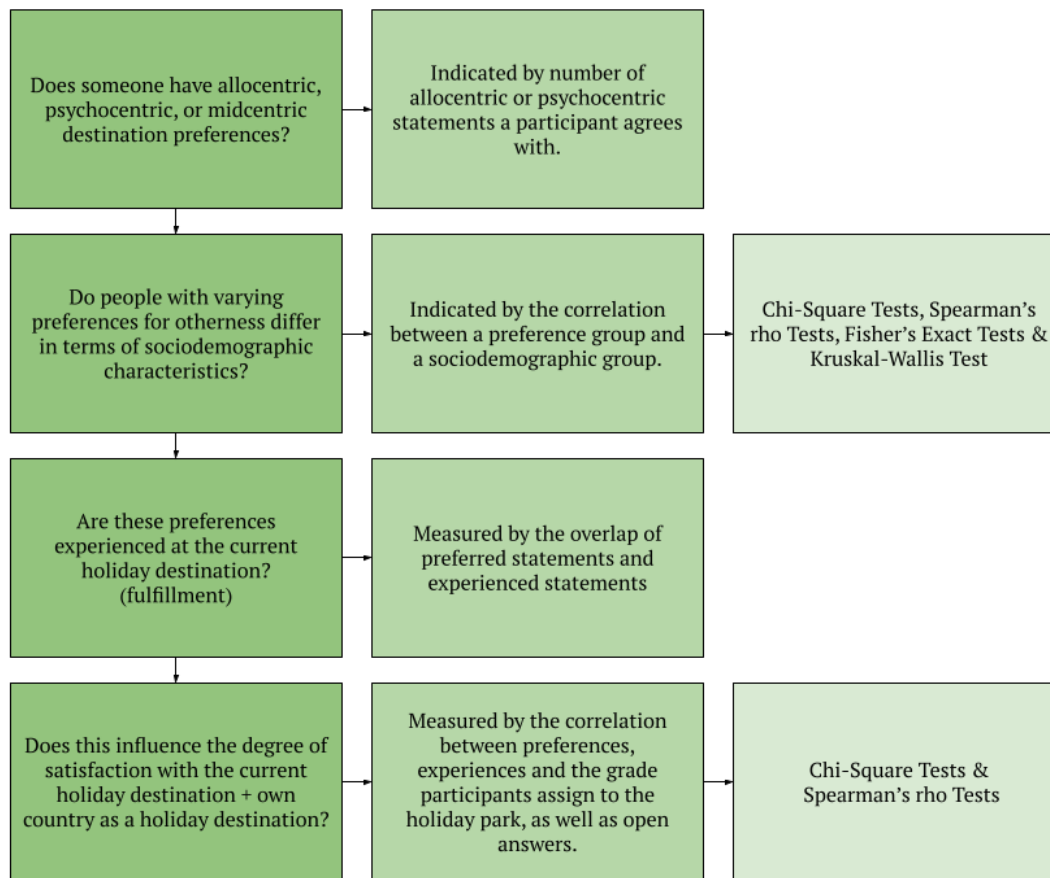 Does someone have allocentric,
psychocentric, or midcentric
destination preferences?
Indicated by number of
allocentric or psychocentric
statements a participant agrees
with.
Do people with varying
preferences for otherness differ
in terms of sociodemographic
characteristics?
Indicated by the correlation
between a preference group and
a sociodemographic group.
Chi-Square Tests, Spearman's
rho Tests, Fisher's Exact Tests &
Kruskal-Wallis Test
Are these preferences
experienced at the current
holiday destination?
(fulfillment)
Measured by the overlap of
preferred statements and
experienced statements
Does this influence the degree of
satisfaction with the current
holiday destination + own
country as a holiday destination?
Measured by the correlation
between preferences,
experiences and the grade
participants assign to the
holiday park, as well as open
answers.
Chi-Square Tests &
Spearman's rho Tests